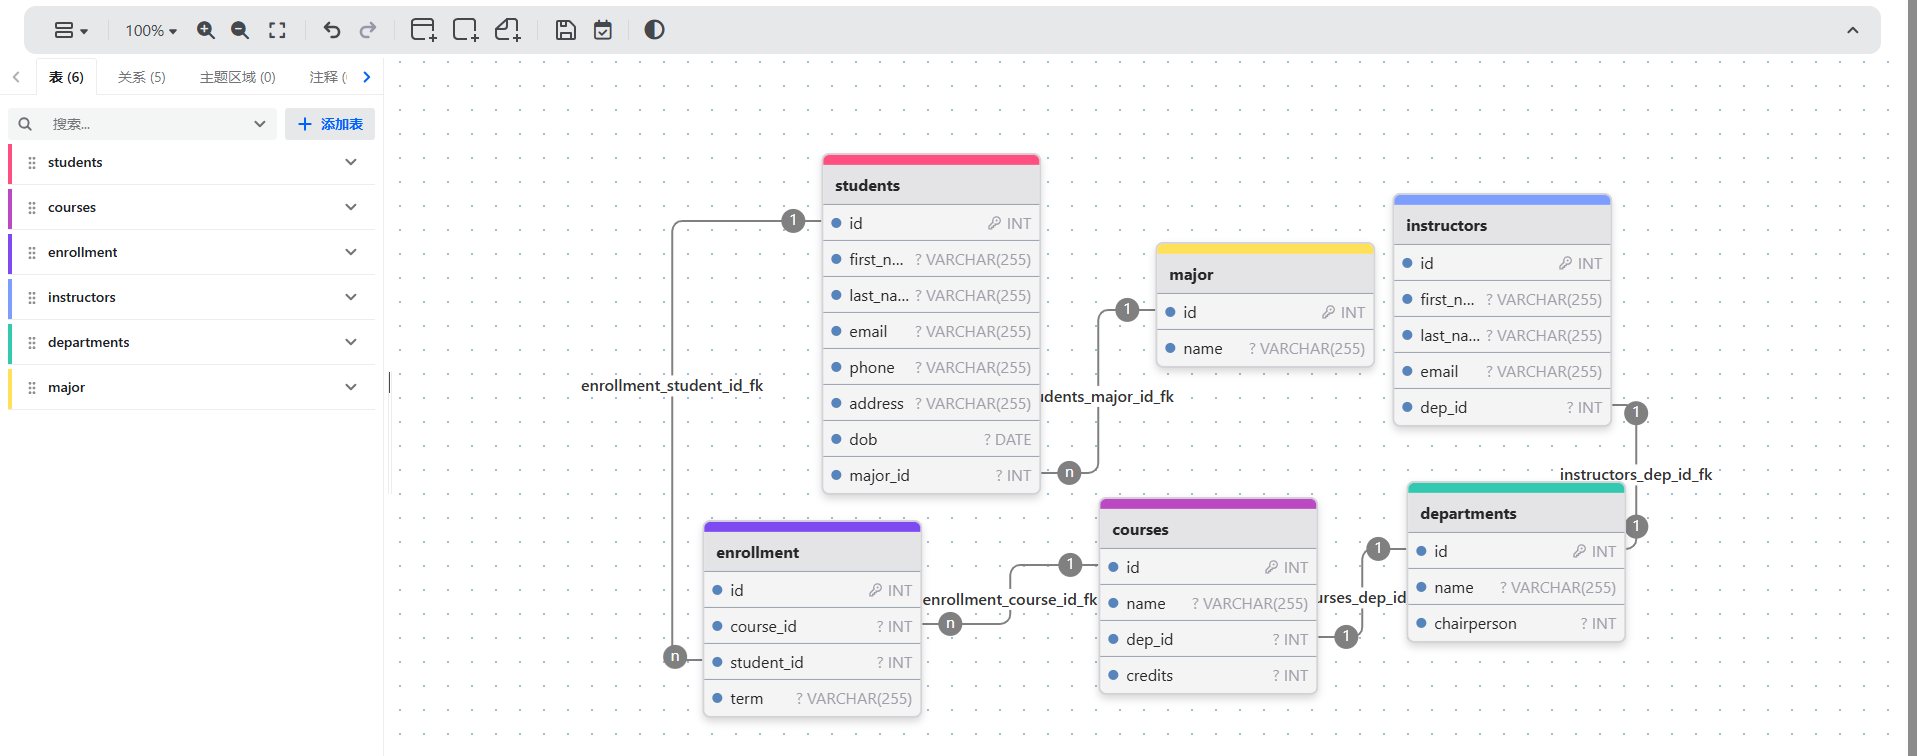 100%
表 (6)
关系 (5)
主题区域 (0)
注释 (
搜索...
添加表
students
courses
enrollment
instructors
departments
major
students
id INT
first_n... ? VARCHAR(255)
last_na... ? VARCHAR(255)
email ? VARCHAR(255)
phone ? VARCHAR(255)
address ? VARCHAR(255)
dob ? DATE
major_id ? INT
major
id INT
name ? VARCHAR(255)
instructors
id INT
first_n... ? VARCHAR(255)
last_na... ? VARCHAR(255)
email ? VARCHAR(255)
dep_id ? INT
enrollment
id INT
course_id ? INT
student_id ? INT
term ? VARCHAR(255)
courses
id INT
name ? VARCHAR(255)
dep_id ? INT
credits ? INT
departments
id INT
name ? VARCHAR(255)
chairperson ? INT
1
enrollment_student_id_fk
n
1
udents_major_id_fk
n
1
enrollment_course_id_fk
n
1
urses_dep_id
1
1
instructors_dep_id_fk
1